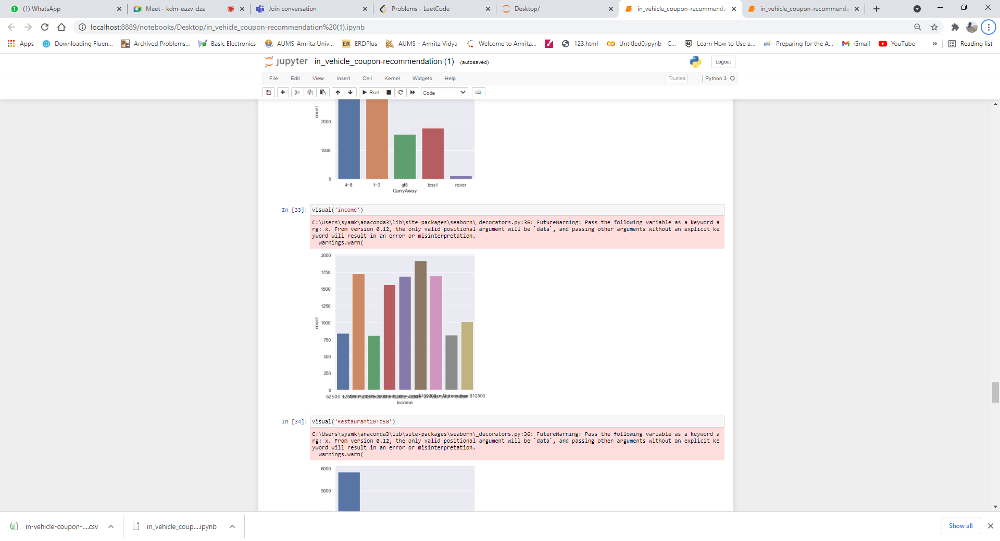 (1) WhatsApp
Meet - kdm-eazv-dzz
Join conversation
Problems - LeetCode
Desktop/
in_vehicle_coupon-recommenda
in_vehicle_coupon-recommenda
localhost:8889/notebooks/Desktop/in_vehicle_coupon-recommendation%20(1).ipynb
Apps
Downloading Fluen...
Archived Problems...
Basic Electronics
AUMS-Amrita Univ...
ER ERDPlus
AUMS – Amrita Vidya
Welcome to Amrita...
123.html
Untitled0.ipynb - C...
Learn How to Use a...
Preparing for the A...
Gmail
YouTube
»
Reading list
jupyter in_vehicle_coupon-recommendation (1) (autosaved)
Logout
File Edit View Insert Cell Kernel Widgets Help
Trusted
Python 3
Run
Code
count
2000
1000
0
4~8 1~3 gt8 less1 never
CarryAway
In [33]: visual('income')
C:\Users\syamk\anaconda3\lib\site-packages\seaborn\_decorators.py:36: FutureWarning: Pass the following variable as a keyword a
rg: x. From version 0.12, the only valid positional argument will be `data`, and passing other arguments without an explicit ke
yword will result in an error or misinterpretation.
warnings.warn(
2000
1750
1500
1250
1000
750
500
250
0
count
62500
$12500
income
In [34]: visual('Restaurant20To50')
C:\Users\syamk\anaconda3\lib\site-packages\seaborn\_decorators.py:36: FutureWarning: Pass the following variable as a keyword a
rg: x. From version 0.12, the only valid positional argument will be `data`, and passing other arguments without an explicit ke
yword will result in an error or misinterpretation.
warnings.warn(
6000
5000
in-vehicle-coupon-....csv
in_vehicle_coup....ipynb
Show all